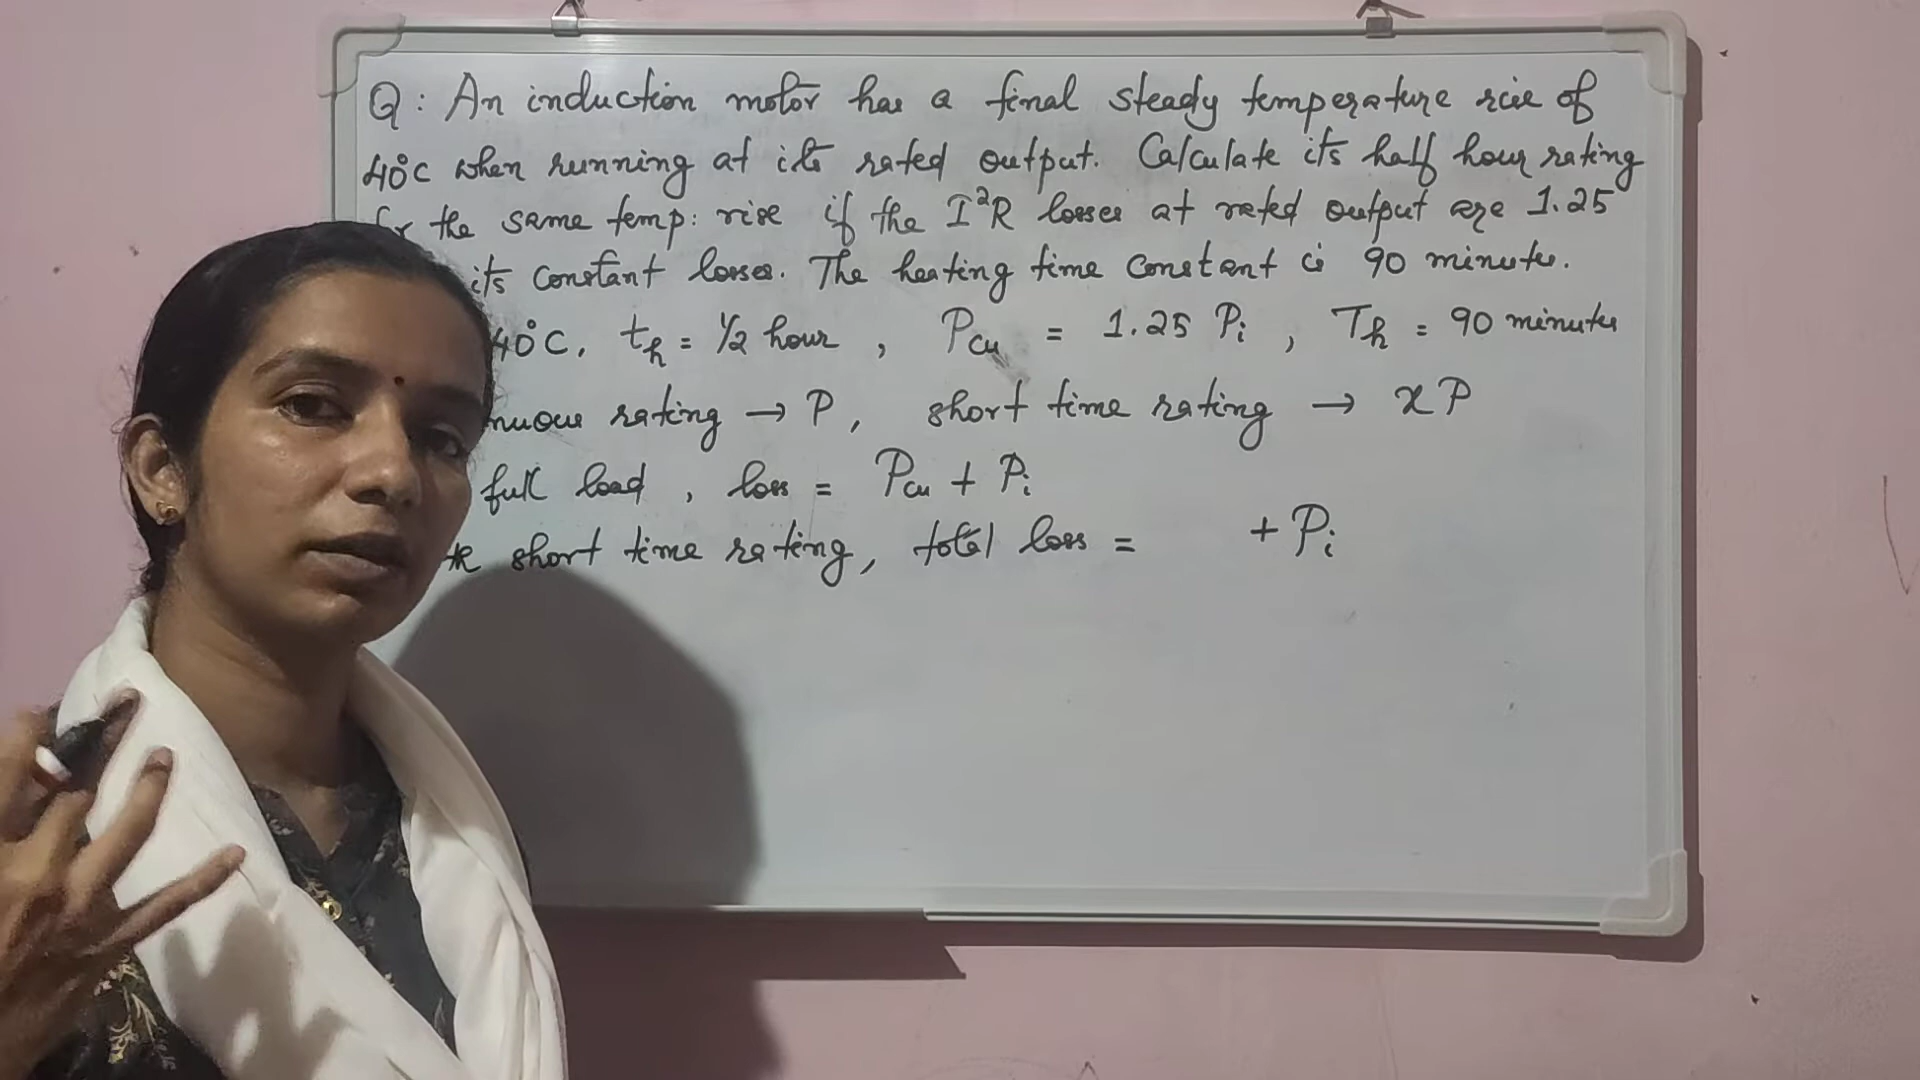 Q: An induction motor has a final steady temperature rise of
40°C when running at its rated output. Calculate its half hour rating
the same temp: rise if the I²R losses at rated output are 1.25
its constant losses. The heating time constant is 90 minutes.
40°C, th = 1/2 hour, Pcu = 1.25 Pi, Th = 90 minutes
rating → P, short time rating → xP
full load, loss = Pcu + Pi
short time rating, total loss = + Pi